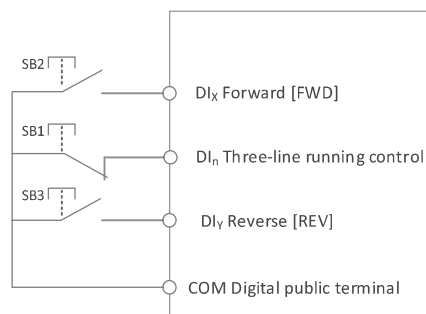 SB2
DIX Forward [FWD]
SB1
DIn Three-line running control
SB3
DIY Reverse [REV]
COM Digital public terminal